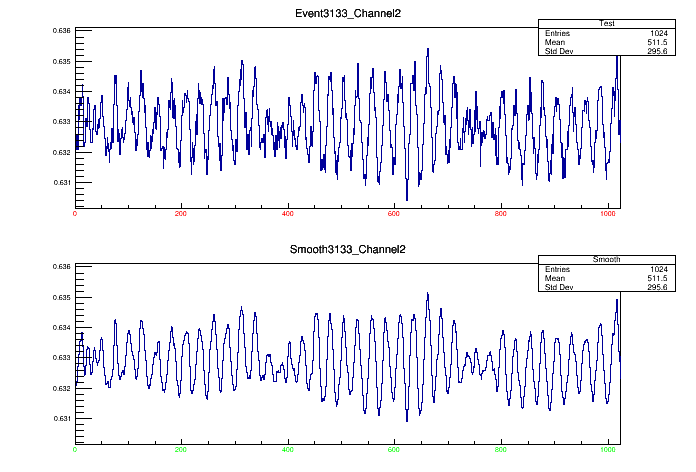 Event3133_Channel2
Test
Entries 1024
Mean 511.5
Std Dev 295.6
0.636
0.635
0.634
0.633
0.632
0.631
0 200 400 600 800 1000
Smooth3133_Channel2
Smooth
Entries 1024
Mean 511.5
Std Dev 295.6
0.636
0.635
0.634
0.633
0.632
0.631
0 200 400 600 800 1000